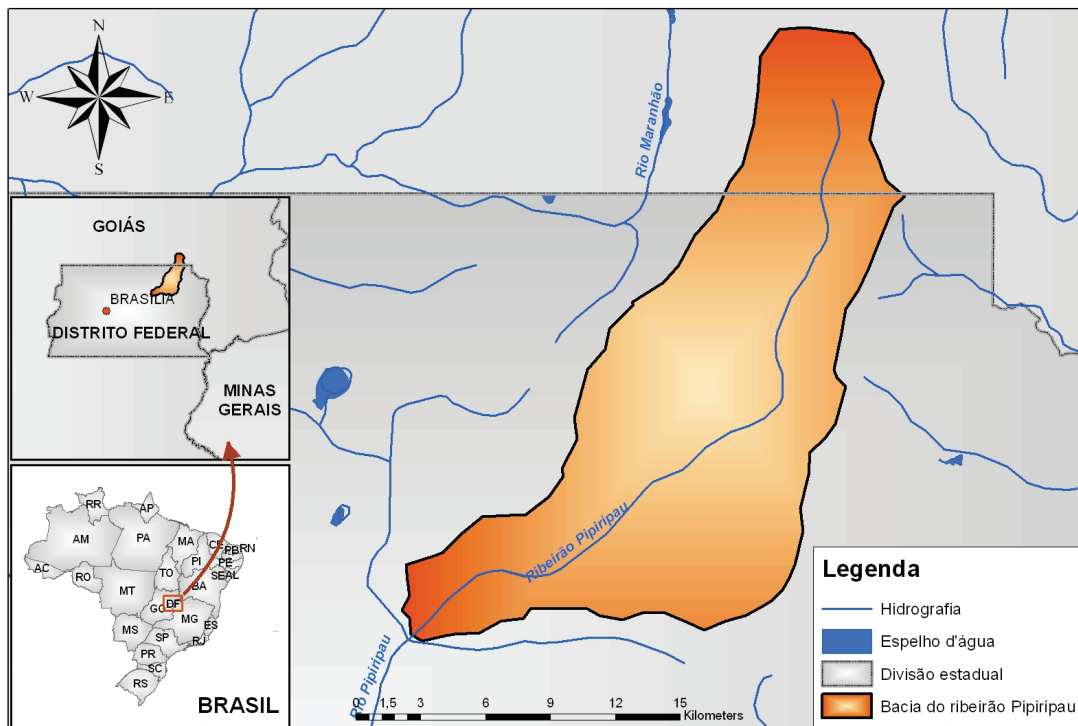 N
W
E
S
Rio Maranhão
GOIÁS
BRASÍLIA
DISTRITO FEDERAL
MINAS
GERAIS
RR
AP
AM
PA
MA
CE
RN
PB
PE
PI
AC
RO
TO
SE
AL
BA
MT
GO
DF
MG
ES
MS
SP
RJ
PR
SC
RS
BRASIL
Ribeirão Pipiripau
Rio Pipiripau
0 1,5 3 6 9 12 15
Kilometers
Legenda
Hidrografia
Espelho d'água
Divisão estadual
Bacia do ribeirão Pipiripau